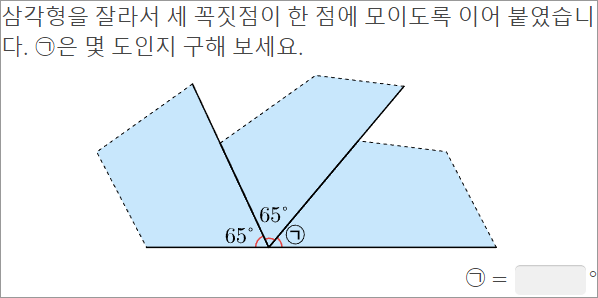 삼각형을 잘라서 세 꼭짓점이 한 점에 모이도록 이어 붙였습니
다. ㉠은 몇 도인지 구해 보세요.
65°
65° ㉠
㉠ = °